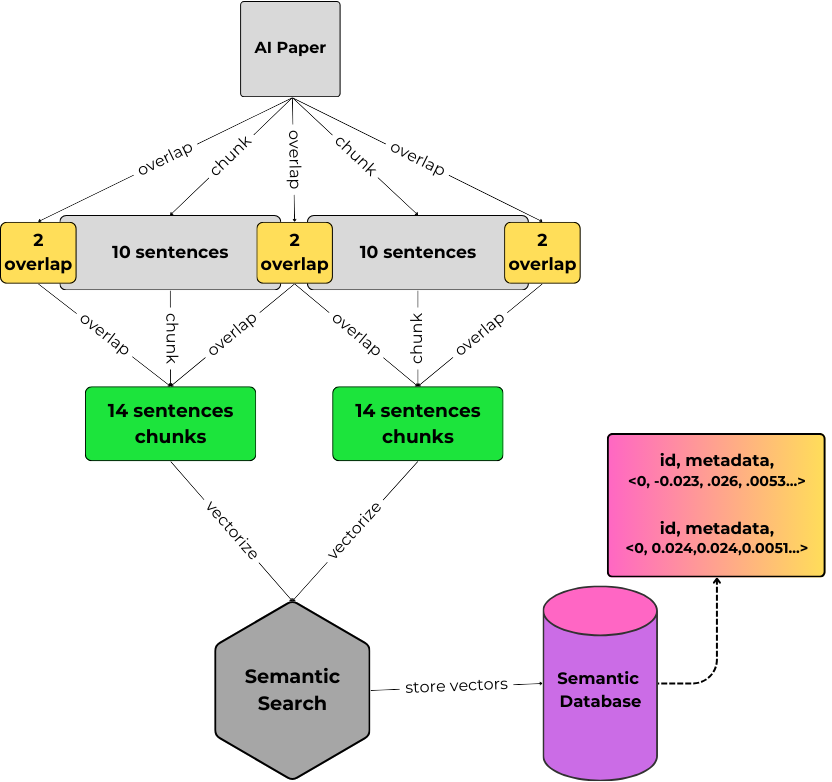 AI Paper
overlap
chunk
overlap
chunk
overlap
2
overlap
10 sentences
2
overlap
10 sentences
2
overlap
overlap
chunk
overlap
overlap
chunk
overlap
14 sentences
chunks
14 sentences
chunks
id, metadata,
<0, -0.023, .026, .0053...>
id, metadata,
<0, 0.024,0.024,0.0051...>
vectorize
vectorize
Semantic
Search
store vectors
Semantic
Database